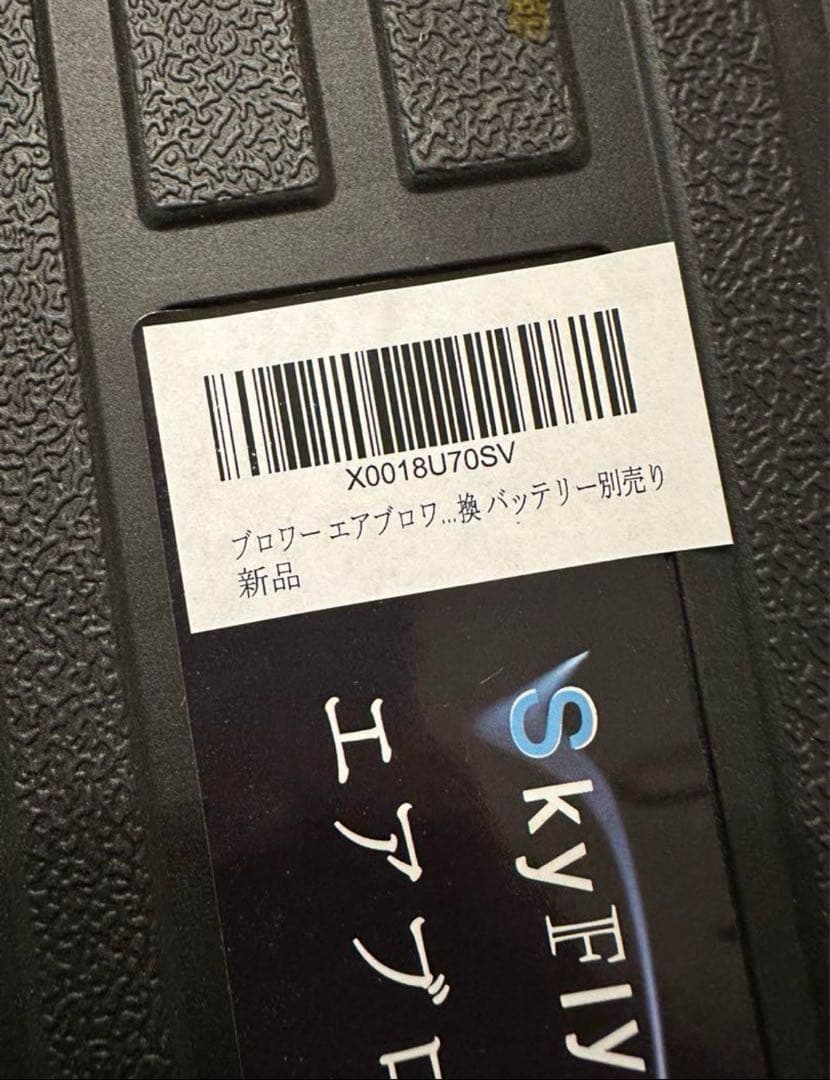 X0018U70SV
ブロワー エアブロワ...換 バッテリー別売り
新品
SkyFly
エアブロ